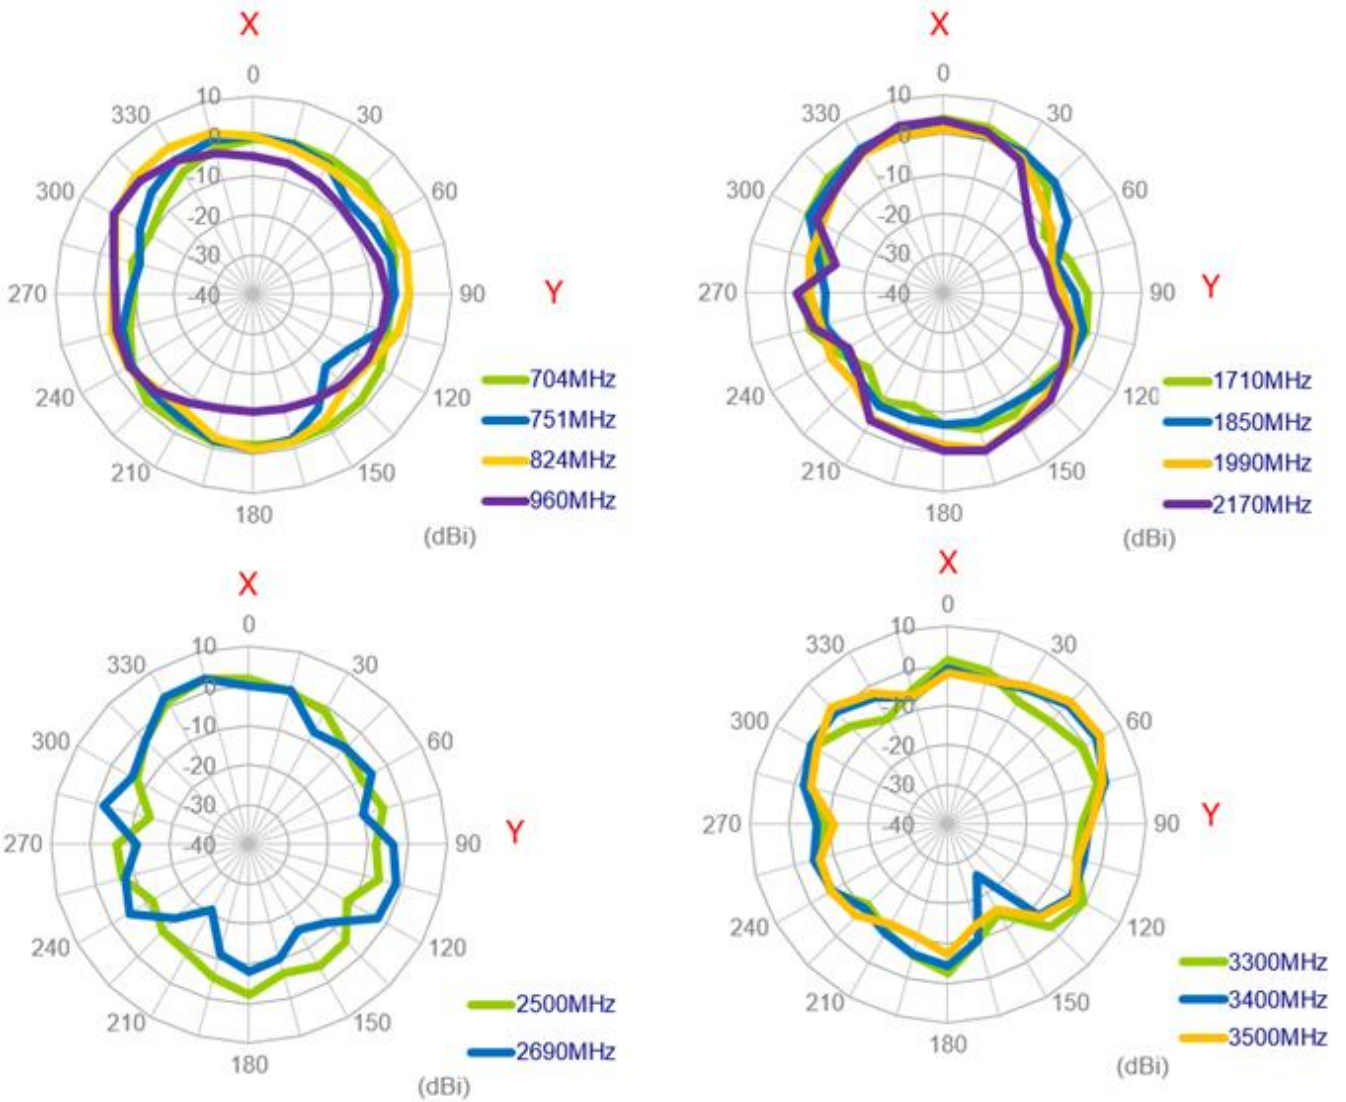 X
0
10
330
30
0
-10
300
60
-20
-30
270
-40
90
Y
704MHz
240
120
751MHz
824MHz
210
150
960MHz
180
(dBi)
X
0
10
330
30
0
-10
300
60
-20
-30
270
-40
90
Y
1710MHz
240
120
1850MHz
1990MHz
210
150
2170MHz
180
(dBi)
X
0
10
330
30
0
-10
300
60
-20
-30
270
-40
90
Y
240
120
2500MHz
210
150
2690MHz
180
(dBi)
X
0
10
330
30
0
-10
300
60
-20
-30
270
-40
90
Y
240
120
3300MHz
3400MHz
210
150
3500MHz
180
(dBi)